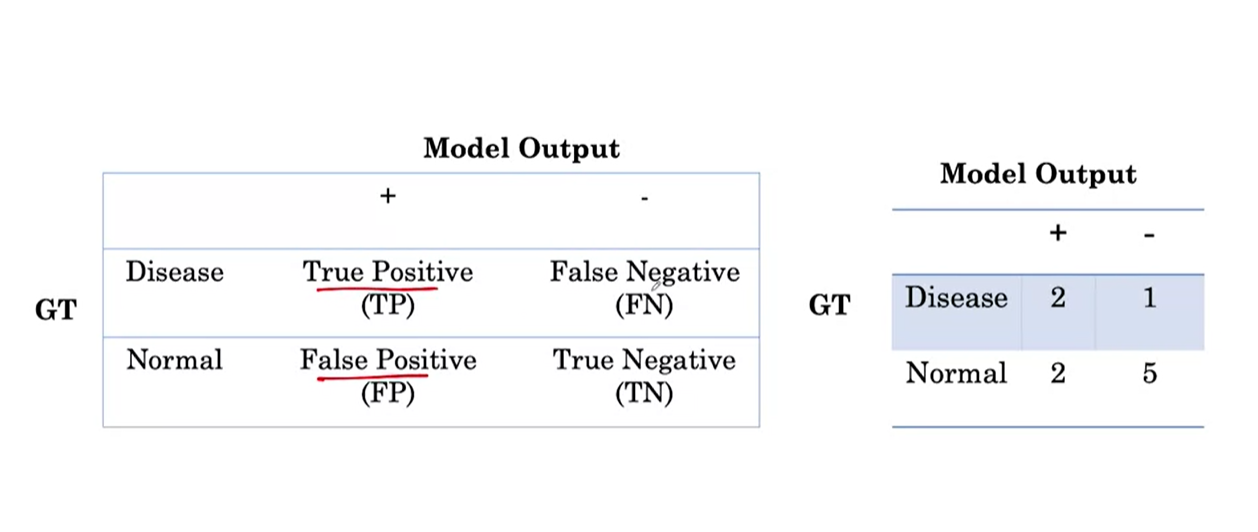 Model Output
+ -
Disease True Positive False Negative
(TP) (FN)
GT
Normal False Positive True Negative
(FP) (TN)
Model Output
+ -
GT
Disease 2 1
Normal 2 5